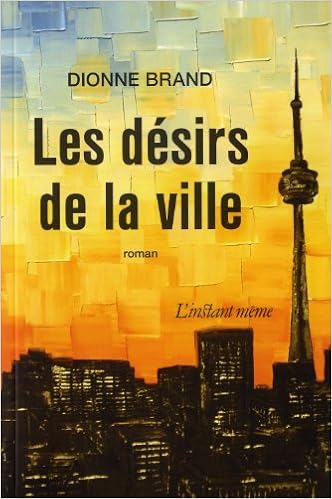 DIONNE BRAND
Les désirs
de la ville
roman
L'instant même